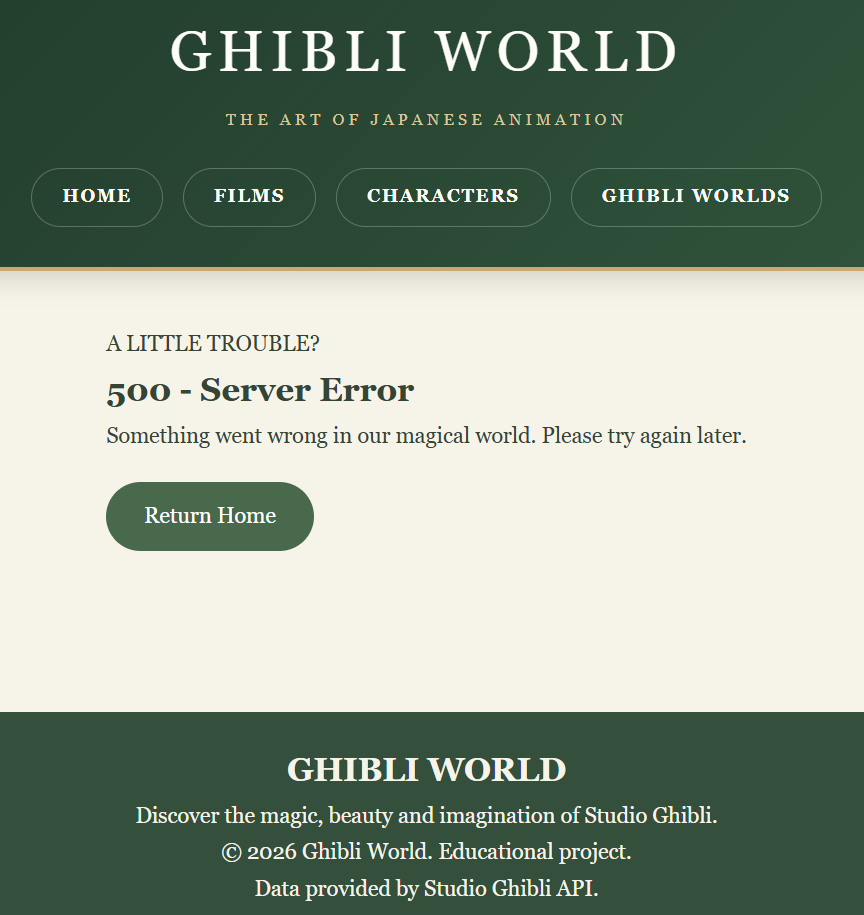 GHIBLI WORLD
THE ART OF JAPANESE ANIMATION
HOME FILMS CHARACTERS GHIBLI WORLDS
A LITTLE TROUBLE?
500 - Server Error
Something went wrong in our magical world. Please try again later.
Return Home
GHIBLI WORLD
Discover the magic, beauty and imagination of Studio Ghibli.
© 2026 Ghibli World. Educational project.
Data provided by Studio Ghibli API.